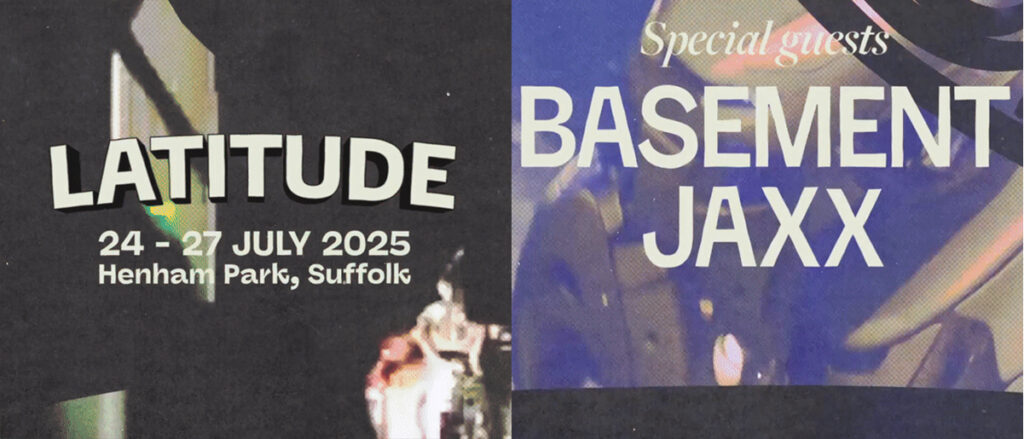 LATITUDE
24 - 27 JULY 2025
Henham Park, Suffolk
Special guests
BASEMENT
JAXX